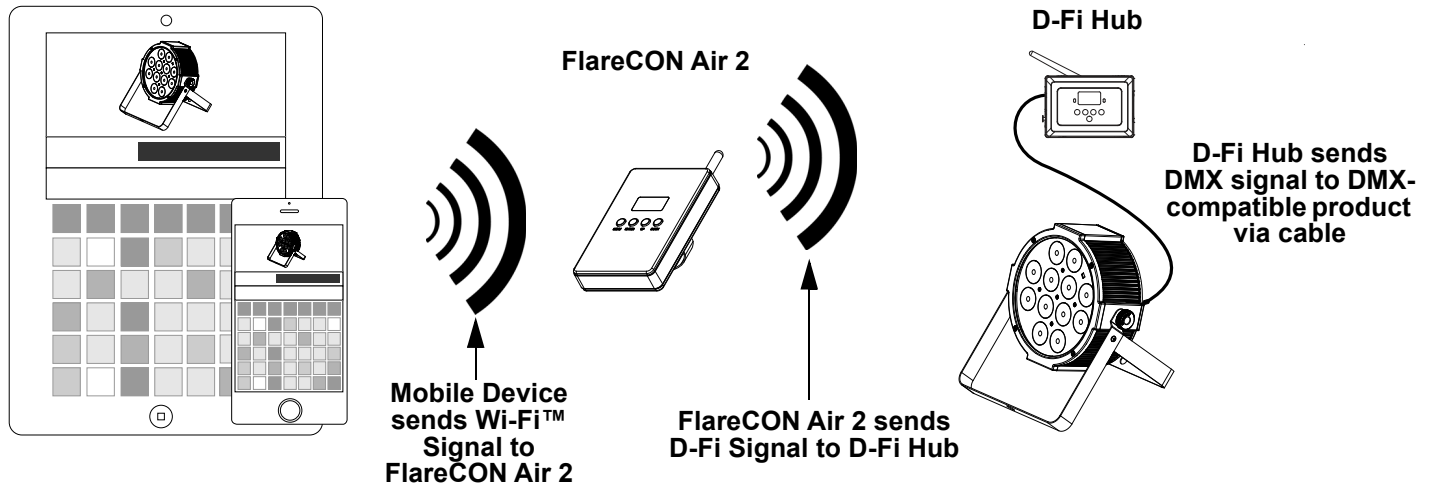 D-Fi Hub
FlareCON Air 2
D-Fi Hub sends
DMX signal to DMX-
compatible product
via cable
Mobile Device
sends Wi-Fi™
Signal to
FlareCON Air 2
FlareCON Air 2 sends
D-Fi Signal to D-Fi Hub